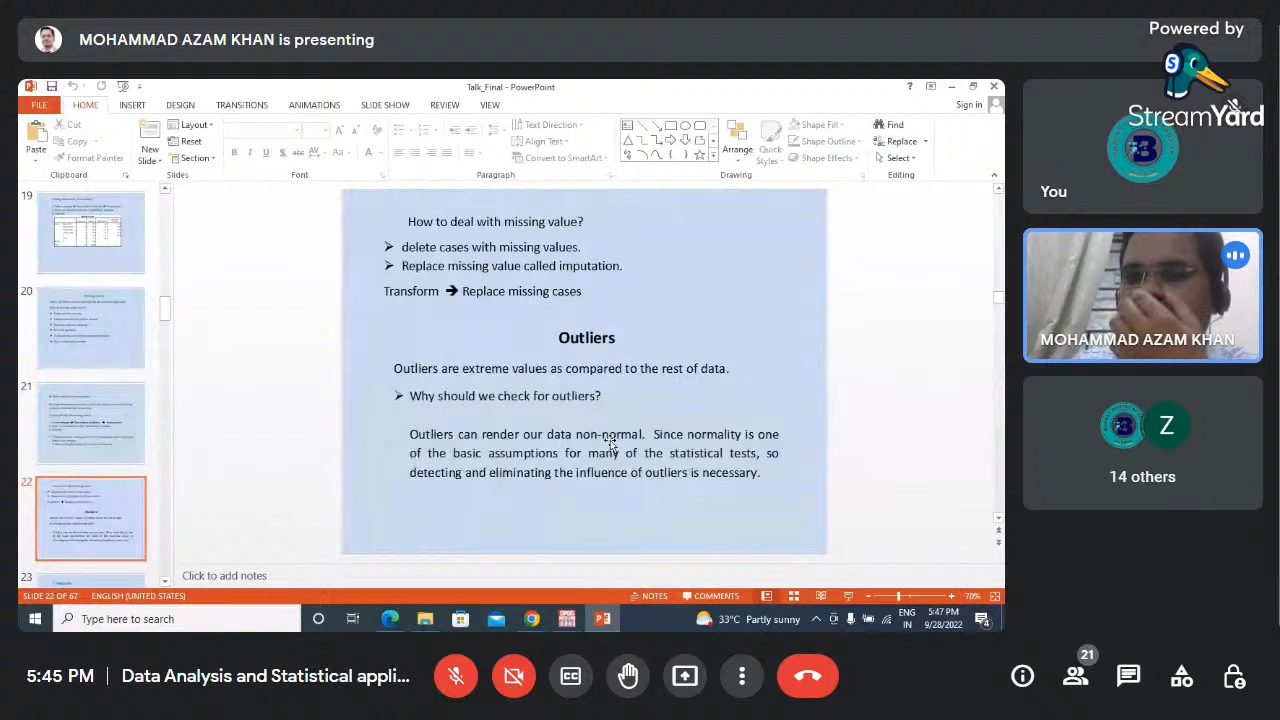 MOHAMMAD AZAM KHAN is presenting
Powered by
StreamYard
Talk_Final - PowerPoint
FILE HOME INSERT DESIGN TRANSITIONS ANIMATIONS SLIDE SHOW REVIEW VIEW
Sign in
Paste
Cut
Copy
Format Painter
Clipboard
New Slide
Layout
Reset
Section
Slides
Font
Text Direction
Align Text
Convert to SmartArt
Paragraph
Arrange
Quick Styles
Shape Fill
Shape Outline
Shape Effects
Drawing
Find
Replace
Select
Editing
19
20
21
22
23
How to deal with missing value?
➢ delete cases with missing values.
➢ Replace missing value called imputation.
Transform ➔ Replace missing cases
Outliers
Outliers are extreme values as compared to the rest of data.
➢ Why should we check for outliers?
Outliers can render our data non-normal. Since normality is one
of the basic assumptions for many of the statistical tests, so
detecting and eliminating the influence of outliers is necessary.
Click to add notes
SLIDE 22 OF 67 ENGLISH (UNITED STATES)
NOTES COMMENTS 70%
Type here to search
33°C Partly sunny
ENG
IN
5:47 PM
9/28/2022
4
You
MOHAMMAD AZAM KHAN
Z
14 others
5:45 PM | Data Analysis and Statistical appli...
21